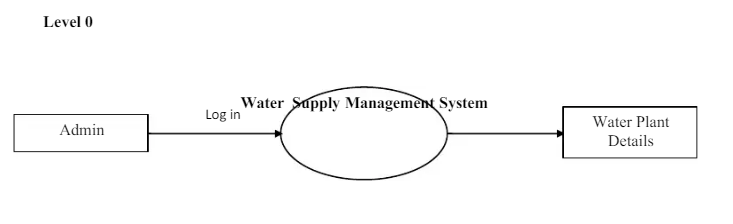 Level 0
Water Supply Management System
Log in
Admin
Water Plant
Details